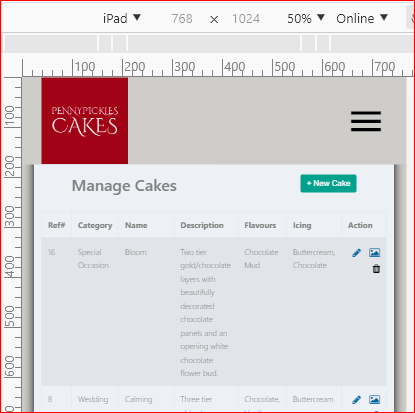 iPad ▼ 768 × 1024 50% ▼ Online ▼
100 200 300 400 500 600 700
100
200
300
400
500
600
PENNYPICKLES
CAKES
Manage Cakes + New Cake
Ref# Category Name Description Flavours Icing Action
16 Special Bloom Two tier Chocolate Buttercream,
Occasion gold/chocolate Mud Chocolate
layers with
beautifully
decorated
chocolate
panels and an
opening white
chocolate
flower bud.
8 Wedding Calming Three tier Chocolate, Buttercream